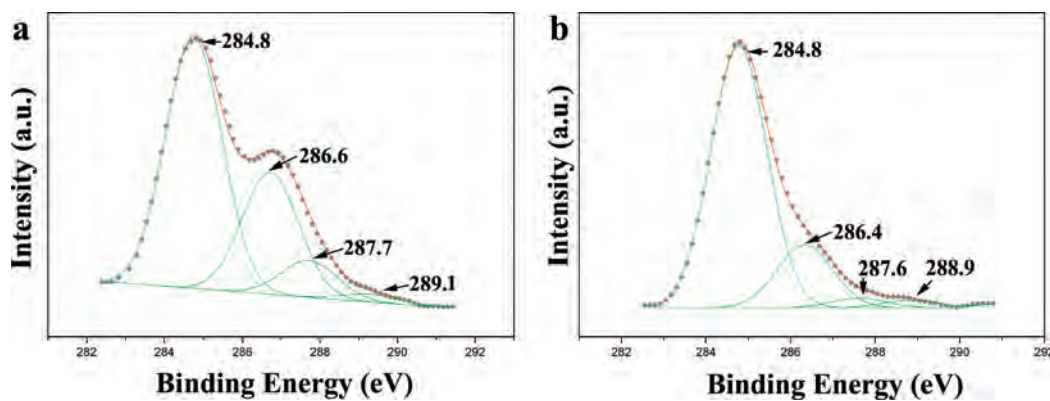 a
284.8
286.6
287.7
289.1
Intensity (a.u.)
282 284 286 288 290 292
Binding Energy (eV)
b
284.8
286.4
287.6 288.9
Intensity (a.u.)
282 284 286 288 290 292
Binding Energy (eV)